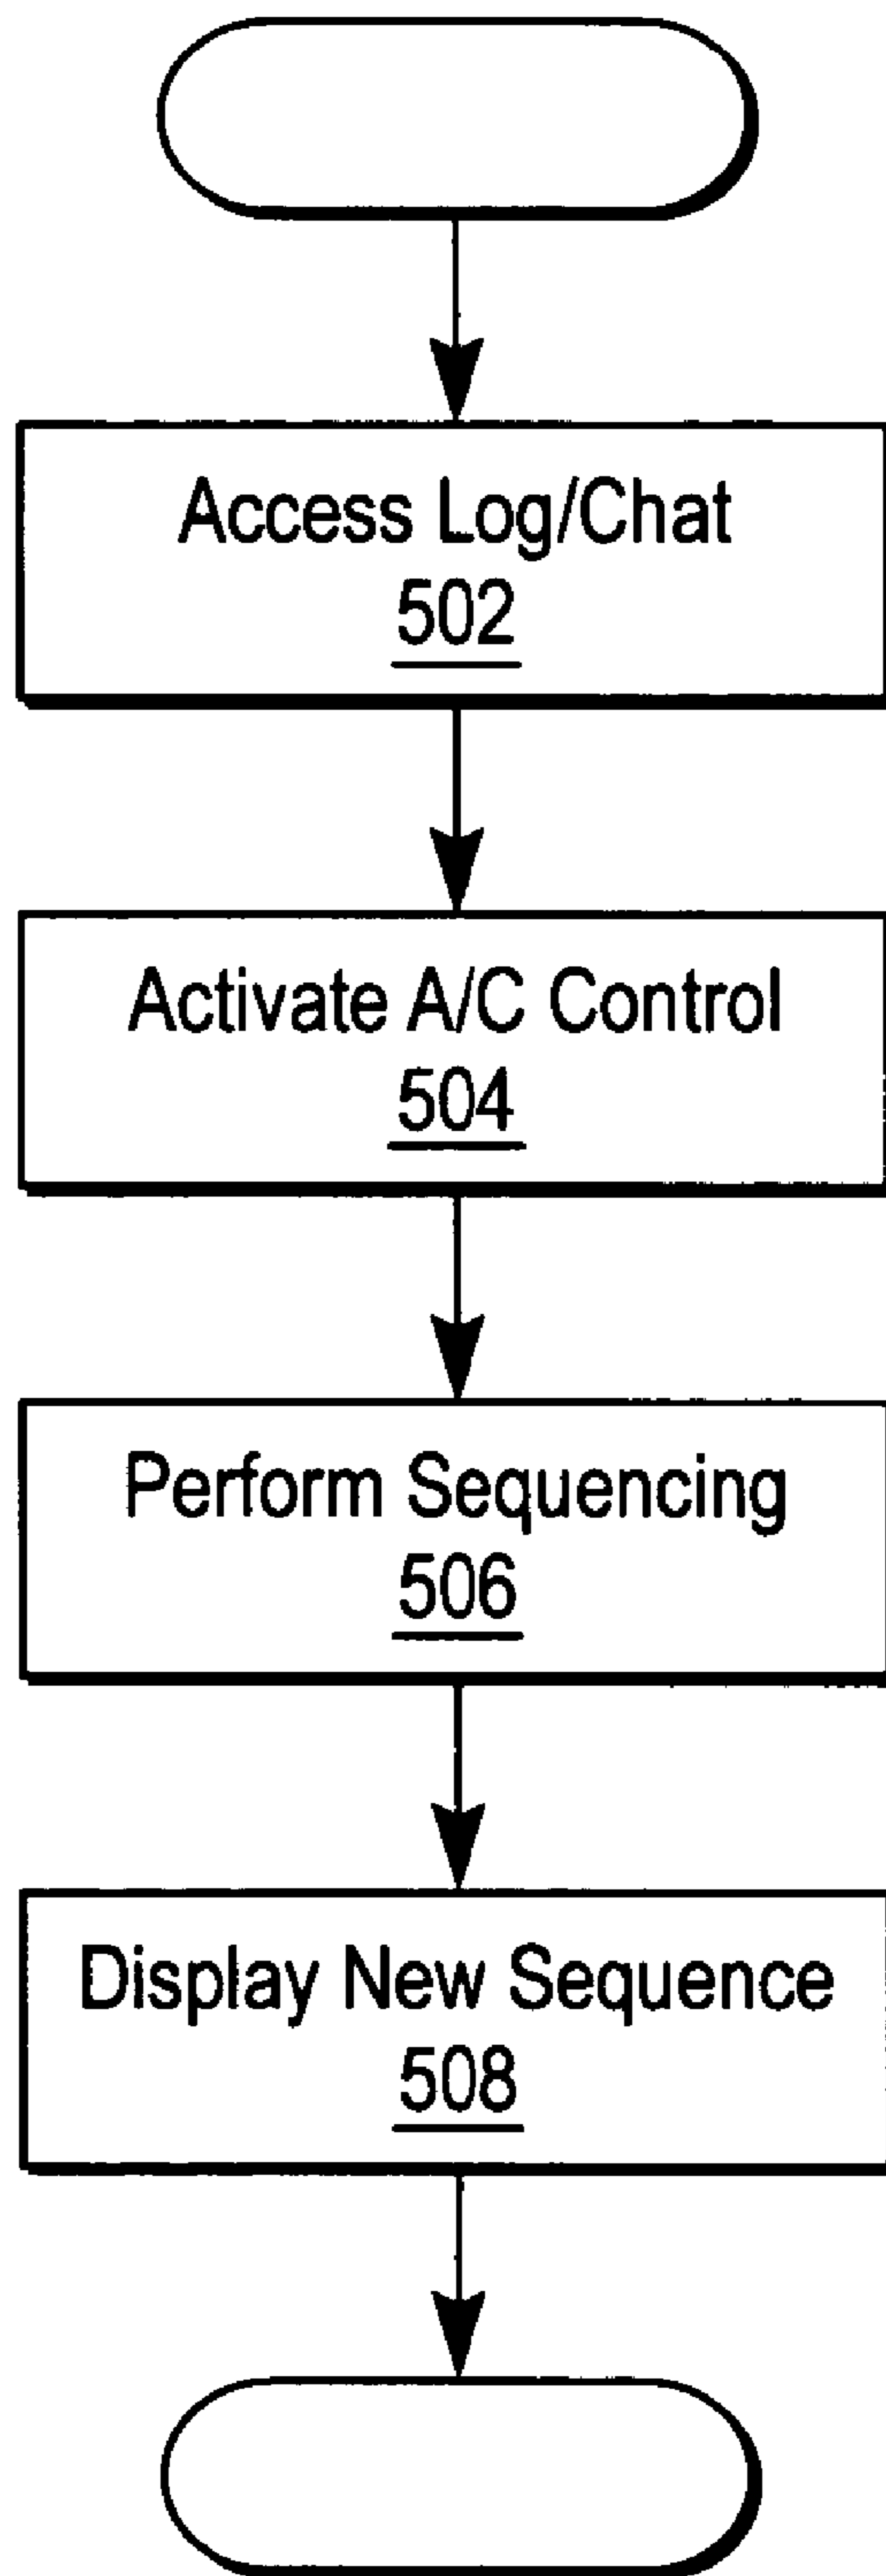 Access Log/Chat
502
Activate A/C Control
504
Perform Sequencing
506
Display New Sequence
508